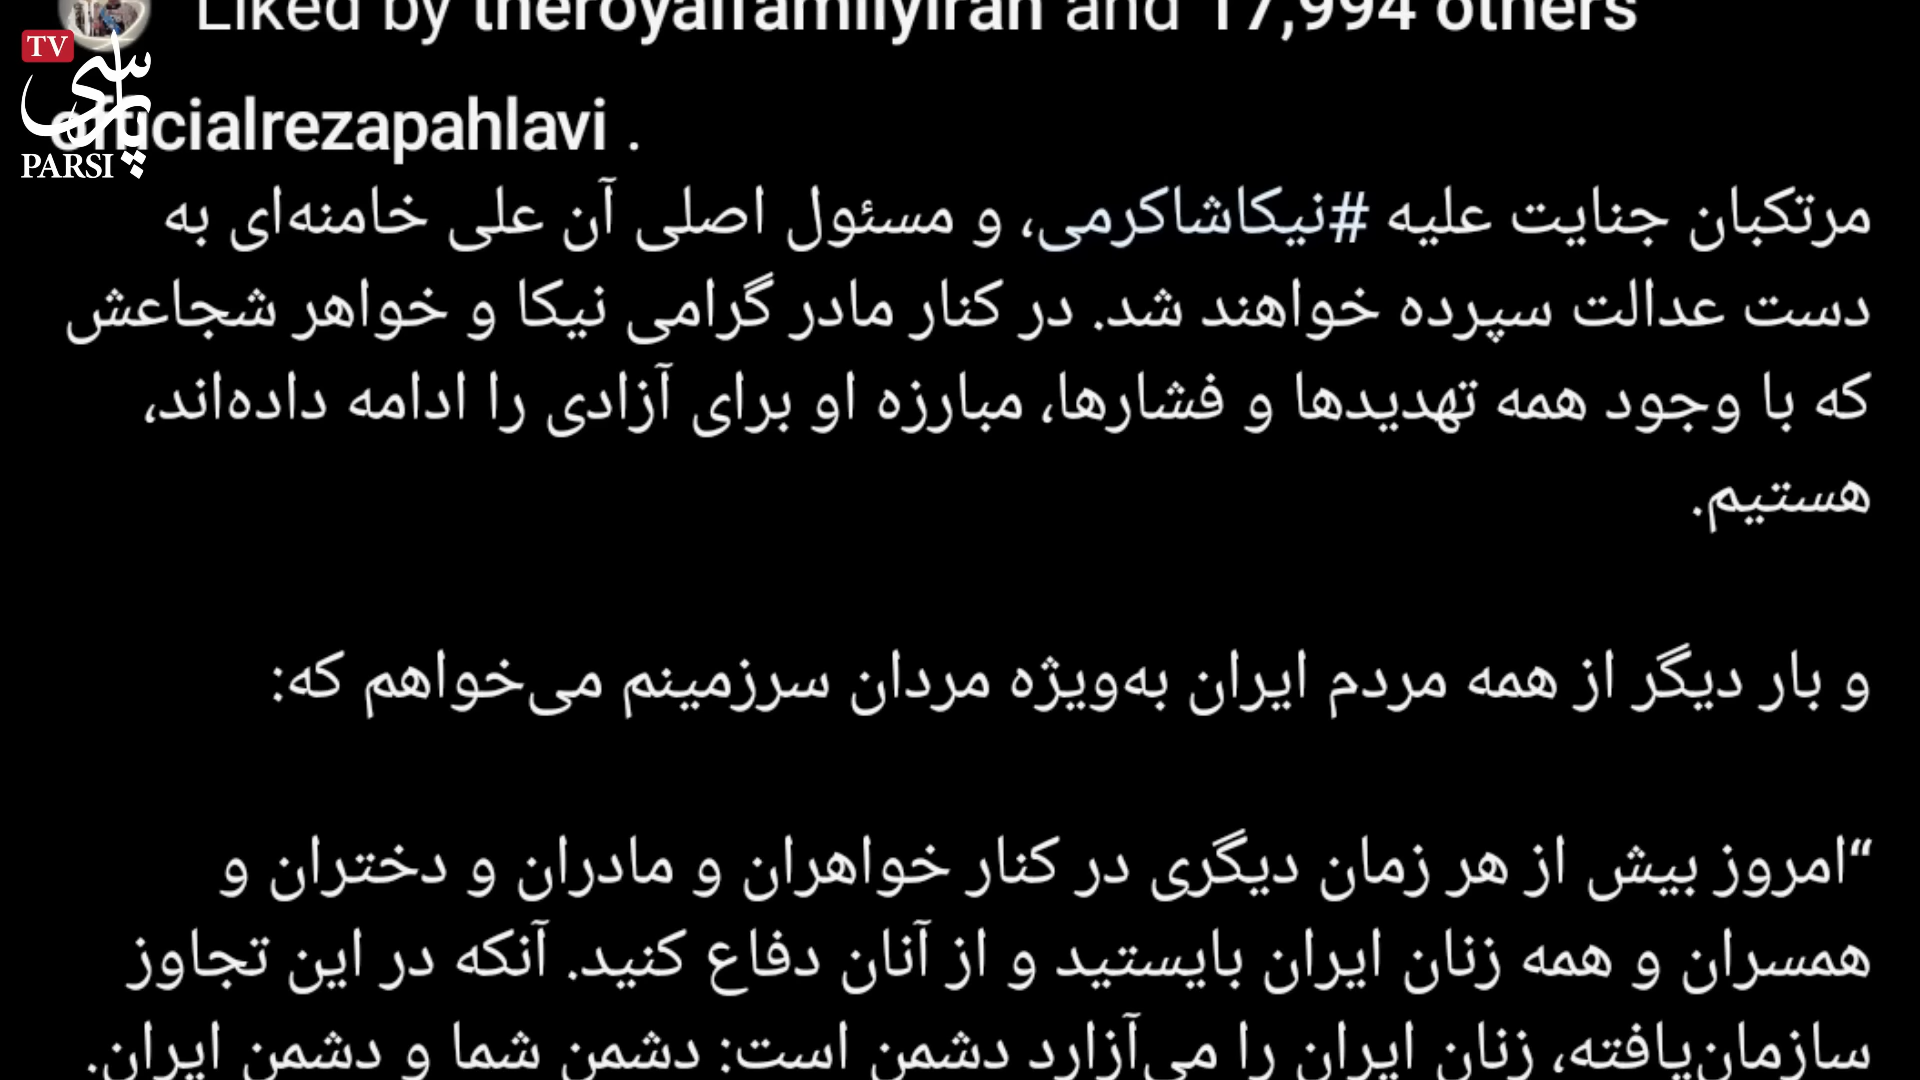 Liked by theroyalfamilyiran and 17,994 others
TV
پارسی
PARSI
officialrezapahlavi .
مرتکبان جنایت علیه #نیکاشاکرمی، و مسئول اصلی آن علی خامنه‌ای به
دست عدالت سپرده خواهند شد. در کنار مادر گرامی نیکا و خواهر شجاعش
که با وجود همه تهدیدها و فشارها، مبارزه او برای آزادی را ادامه داده‌اند،
هستیم.
و بار دیگر از همه مردم ایران به‌ویژه مردان سرزمینم می‌خواهم که:
“امروز بیش از هر زمان دیگری در کنار خواهران و مادران و دختران و
همسران و همه زنان ایران بایستید و از آنان دفاع کنید. آنکه در این تجاوز
سازمان‌یافته، زنان ایران را می‌آزارد دشمن است: دشمن شما و دشمن ایران.